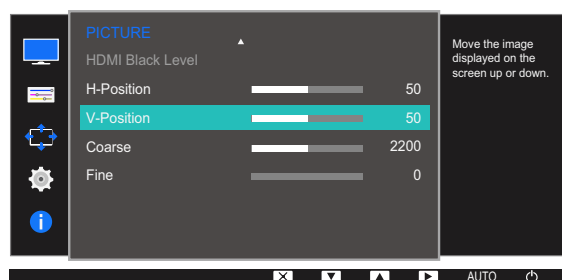 PICTURE
HDMI Black Level
H-Position 50
V-Position 50
Coarse 2200
Fine 0
Move the image
displayed on the
screen up or down.
AUTO